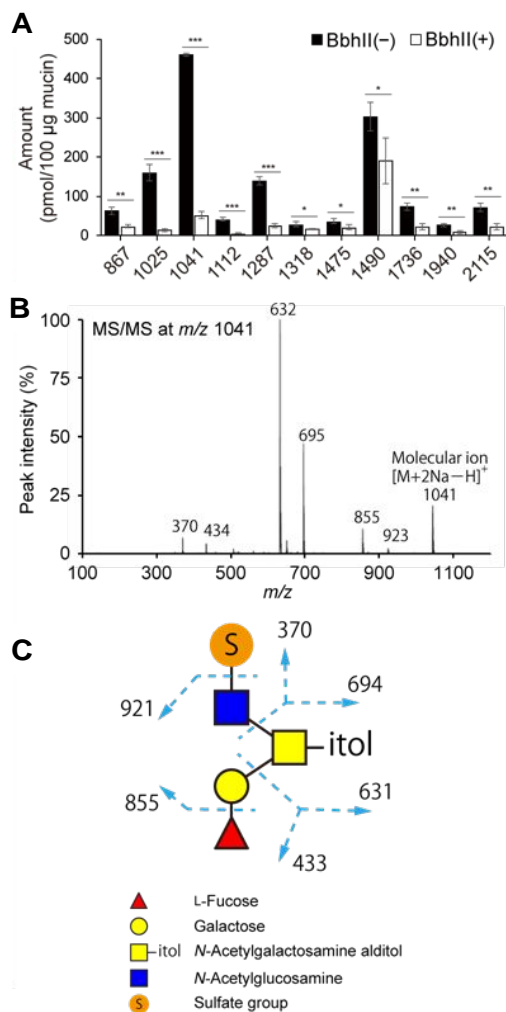 A
BbhII(−) BbhII(+)
Amount
(pmol/100 μg mucin)
500
400
300
200
100
0
*** *** ** *** *** *** * * * ** ** **
867 1025 1041 1112 1287 1318 1475 1490 1736 1940 2115
B
MS/MS at m/z 1041
Peak intensity (%)
100
75
50
25
0
632
695
Molecular ion
[M+2Na−H]+
1041
370 434 855 923
100 300 500 700 900 1100
m/z
C
370
S
921
694
itol
855
631
433
L-Fucose
Galactose
itol N-Acetylgalactosamine alditol
N-Acetylglucosamine
S Sulfate group